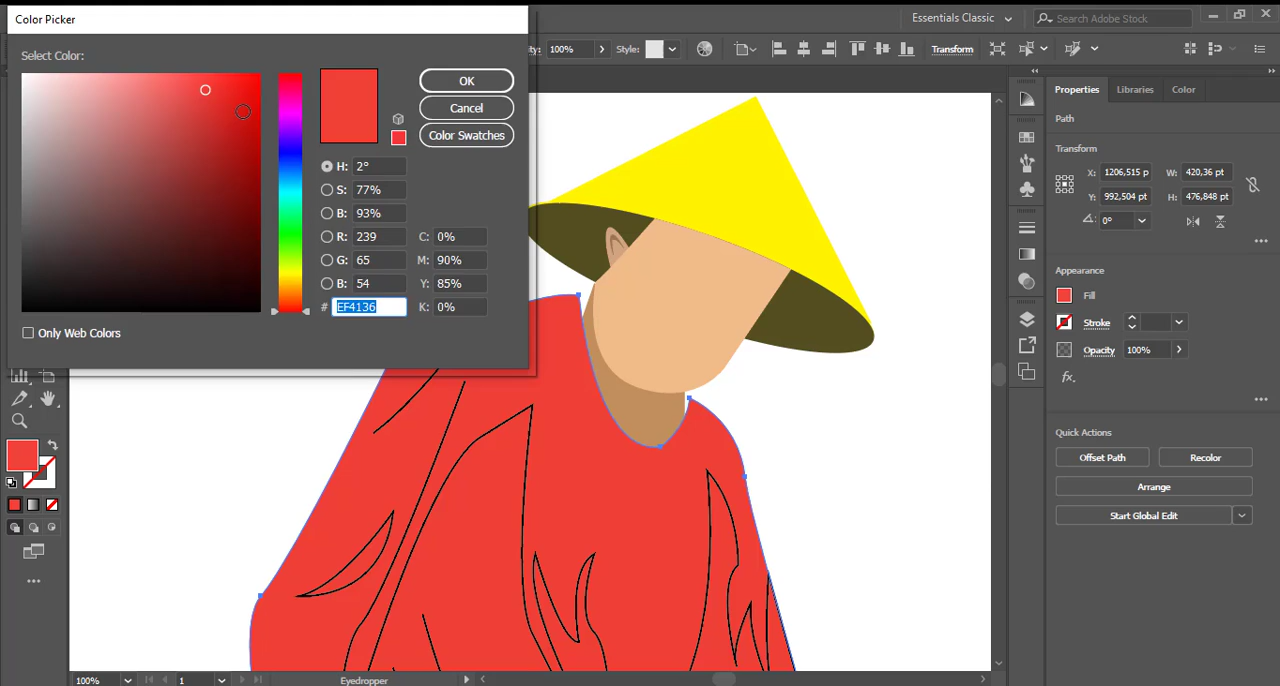 Color Picker
Essentials Classic
Search Adobe Stock
Select Color:
100%
Style:
Transform
OK
Cancel
Color Swatches
H: 2°
S: 77%
B: 93%
R: 239
G: 65
B: 54
# EF4136
C: 0%
M: 90%
Y: 85%
K: 0%
Only Web Colors
Properties
Libraries
Color
Path
Transform
X: 1206,515 p
W: 420,36 pt
Y: 992,504 pt
H: 476,848 pt
0°
Appearance
Fill
Stroke
Opacity
100%
fx.
Quick Actions
Offset Path
Recolor
Arrange
Start Global Edit
100%
1
Eyedropper